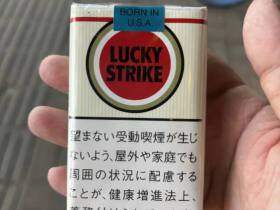 BORN IN
U.S.A
LUCKY
STRIKE
望まない受動喫煙が生じ
ないよう、屋外や家庭でも
周囲の状況に配慮する
ことが、健康増進法上、